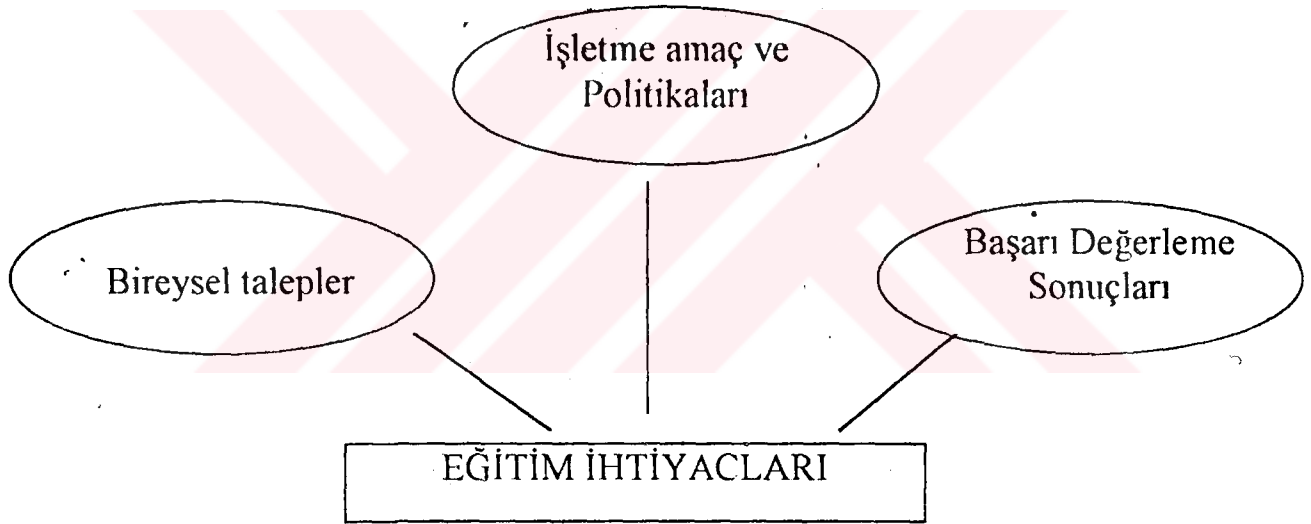 İşletme amaç ve
Politikaları
Bireysel talepler
Başarı Değerleme
Sonuçları
EĞİTİM İHTİYACLARI